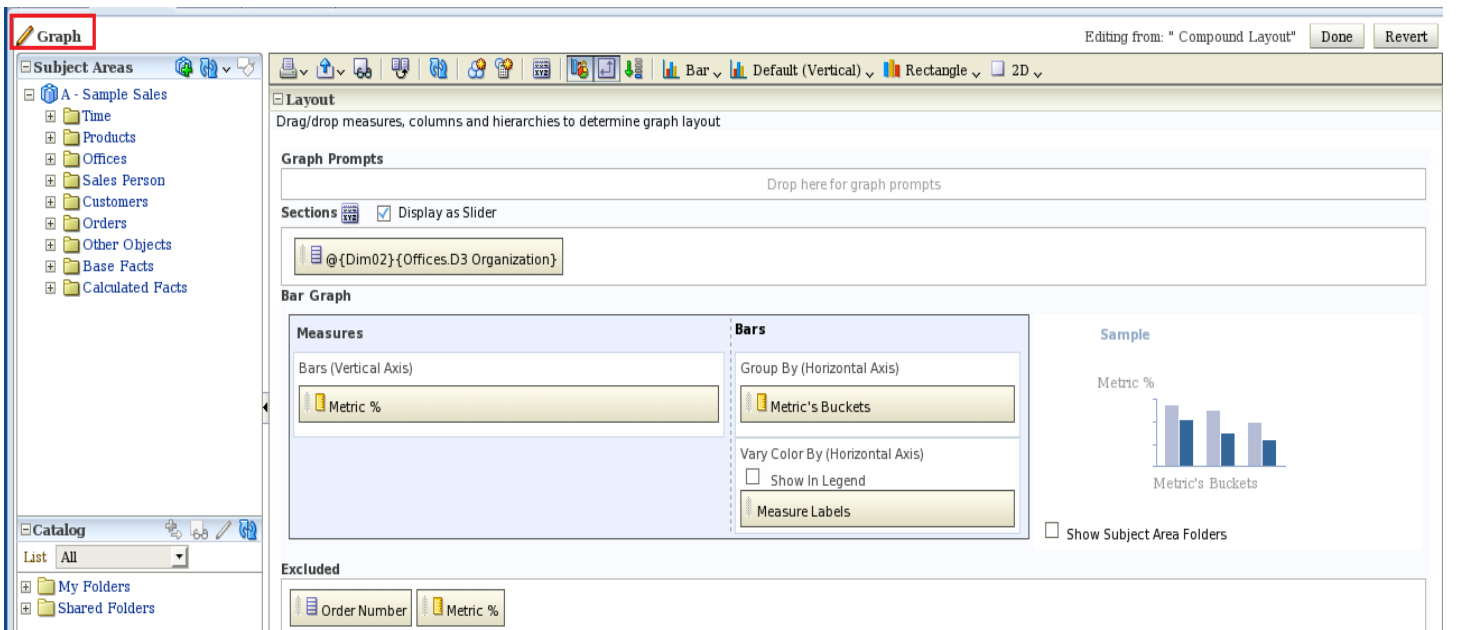 Graph
Editing from: " Compound Layout"
Done
Revert
Subject Areas
Bar
Default (Vertical)
Rectangle
2D
A - Sample Sales
Time
Products
Offices
Sales Person
Customers
Orders
Other Objects
Base Facts
Calculated Facts
Layout
Drag/drop measures, columns and hierarchies to determine graph layout
Graph Prompts
Drop here for graph prompts
Sections
Display as Slider
@{Dim02}{Offices.D3 Organization}
Bar Graph
Measures
Bars (Vertical Axis)
Metric %
Bars
Group By (Horizontal Axis)
Metric's Buckets
Vary Color By (Horizontal Axis)
Show In Legend
Measure Labels
Sample
Metric %
Metric's Buckets
Show Subject Area Folders
Catalog
List All
My Folders
Shared Folders
Excluded
Order Number
Metric %